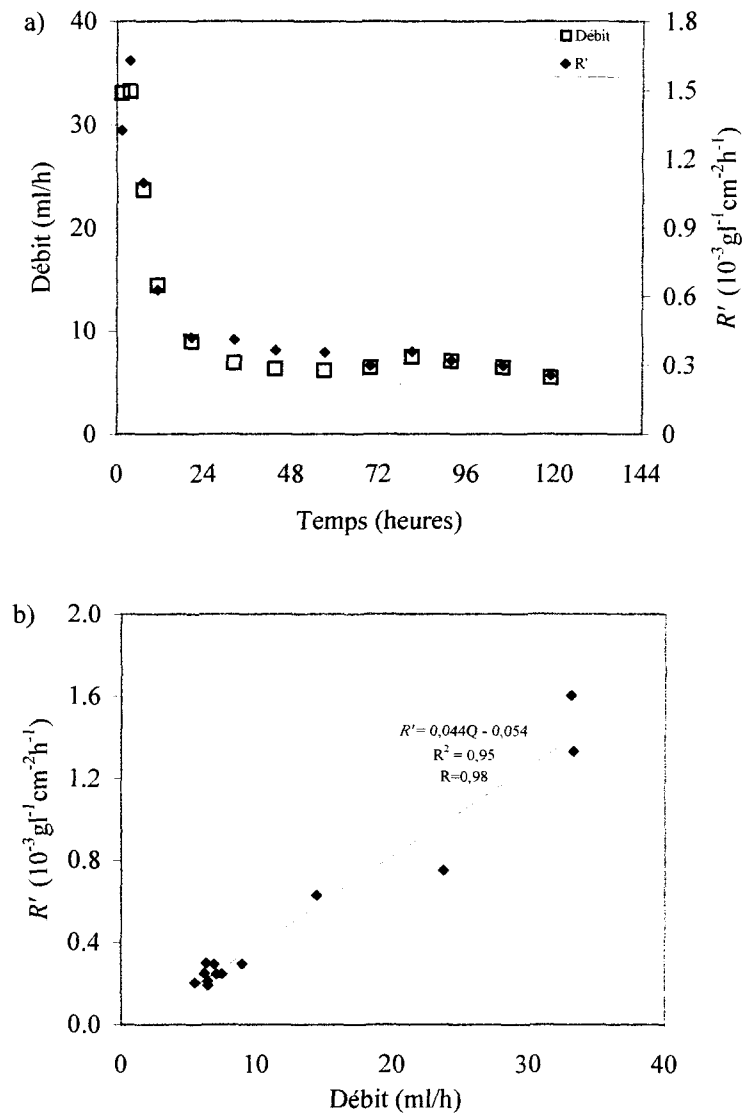 a)
40
30
20
10
0
Débit (ml/h)
Débit
R'
1.8
1.5
1.2
0.9
0.6
0.3
0
R' (10⁻³gl⁻¹cm⁻²h⁻¹)
0 24 48 72 96 120 144
Temps (heures)
b)
2.0
1.6
1.2
0.8
0.4
0.0
R' (10⁻³gl⁻¹cm⁻²h⁻¹)
R'= 0,044Q - 0,054
R² = 0,95
R=0,98
0 10 20 30 40
Débit (ml/h)